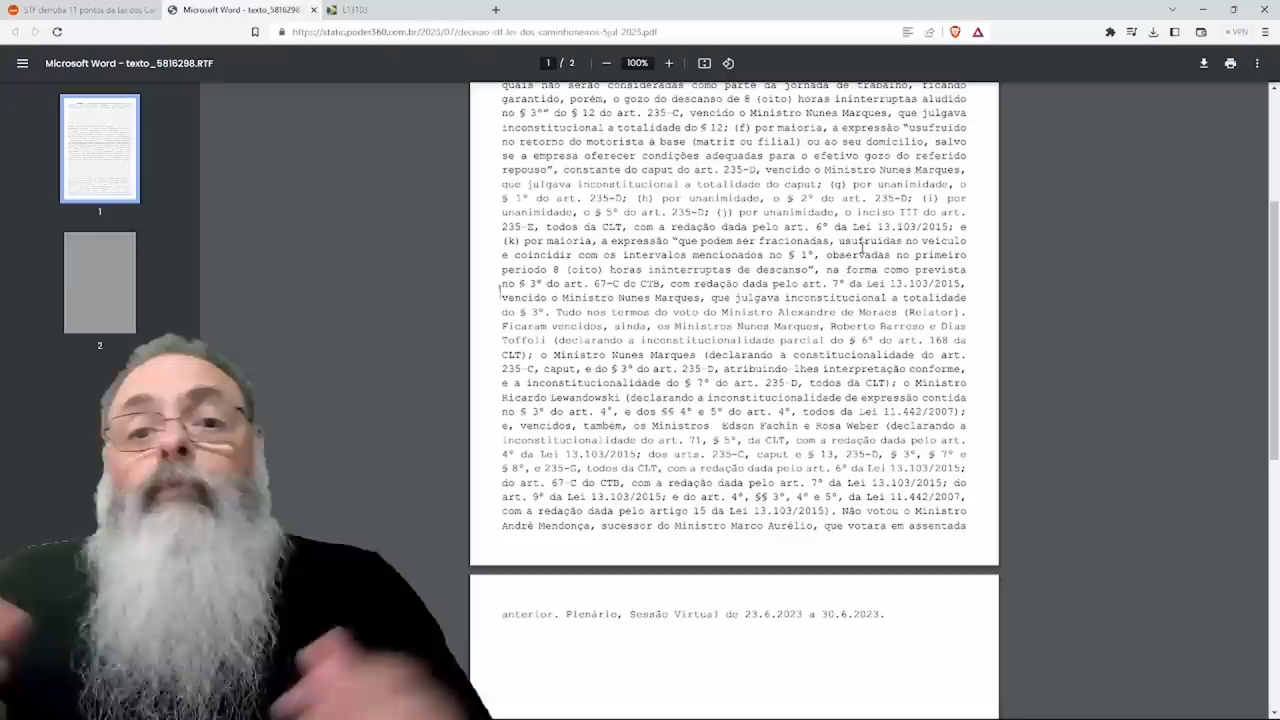 STF derruba 11 pontos da Lei dos Cam
Microsoft Word - texto_5816298.
L13103
https://static.poder360.com.br/2023/07/decisao-stf-lei-dos-caminhoneiros-5jul-2023.pdf
VPN
Microsoft Word - texto_5816298.RTF
1 / 2
100%
1
2
quais não serão consideradas como parte da jornada de trabalho, ficando
garantido, porém, o gozo do descanso de 8 (oito) horas ininterruptas aludido
no § 3º” do § 12 do art. 235-C, vencido o Ministro Nunes Marques, que julgava
inconstitucional a totalidade do § 12; (f) por maioria, a expressão “usufruído
no retorno do motorista à base (matriz ou filial) ou ao seu domicílio, salvo
se a empresa oferecer condições adequadas para o efetivo gozo do referido
repouso”, constante do caput do art. 235-D, vencido o Ministro Nunes Marques,
que julgava inconstitucional a totalidade do caput; (g) por unanimidade, o
§ 1º do art. 235-D; (h) por unanimidade, o § 2º do art. 235-D; (i) por
unanimidade, o § 5º do art. 235-D; (j) por unanimidade, o inciso III do art.
235-E, todos da CLT, com a redação dada pelo art. 6º da Lei 13.103/2015; e
(k) por maioria, a expressão “que podem ser fracionadas, usufruídas no veículo
e coincidir com os intervalos mencionados no § 1º, observadas no primeiro
período 8 (oito) horas ininterruptas de descanso”, na forma como prevista
no § 3º do art. 67-C do CTB, com redação dada pelo art. 7º da Lei 13.103/2015,
vencido o Ministro Nunes Marques, que julgava inconstitucional a totalidade
do § 3º. Tudo nos termos do voto do Ministro Alexandre de Moraes (Relator).
Ficaram vencidos, ainda, os Ministros Nunes Marques, Roberto Barroso e Dias
Toffoli (declarando a inconstitucionalidade parcial do § 6º do art. 168 da
CLT); o Ministro Nunes Marques (declarando a constitucionalidade do art.
235-C, caput, e do § 3º do art. 235-D, atribuindo-lhes interpretação conforme,
e a inconstitucionalidade do § 7º do art. 235-D, todos da CLT); o Ministro
Ricardo Lewandowski (declarando a inconstitucionalidade de expressão contida
no § 3º do art. 4º, e dos §§ 4º e 5º do art. 4º, todos da Lei 11.442/2007);
e, vencidos, também, os Ministros Edson Fachin e Rosa Weber (declarando a
inconstitucionalidade do art. 71, § 5º, da CLT, com a redação dada pelo art.
4º da Lei 13.103/2015; dos arts. 235-C, caput e § 13, 235-D, § 3º, § 7º e
§ 8º, e 235-G, todos da CLT, com a redação dada pelo art. 6º da Lei 13.103/2015;
do art. 67-C do CTB, com a redação dada pelo art. 7º da Lei 13.103/2015; do
art. 9º da Lei 13.103/2015; e do art. 4º, §§ 3º, 4º e 5º, da Lei 11.442/2007,
com a redação dada pelo artigo 15 da Lei 13.103/2015). Não votou o Ministro
André Mendonça, sucessor do Ministro Marco Aurélio, que votara em assentada
anterior. Plenário, Sessão Virtual de 23.6.2023 a 30.6.2023.